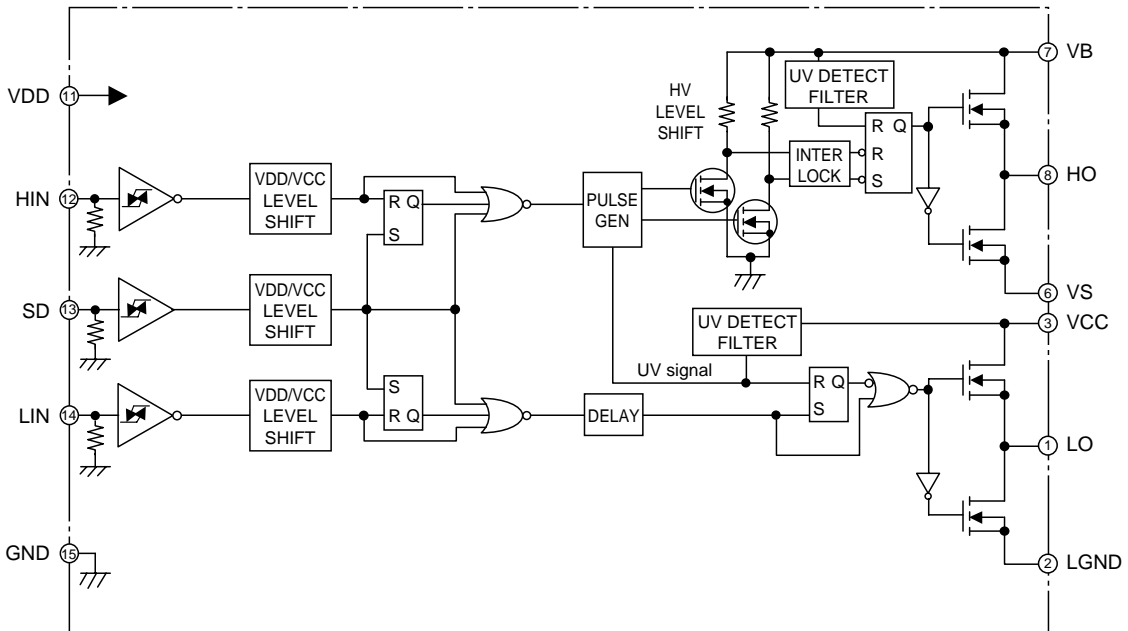 7 VB
UV DETECT
FILTER
VDD 11
HV
LEVEL
SHIFT
R Q
R
S
INTER
LOCK
HIN 12
VDD/VCC
LEVEL
SHIFT
R Q
S
PULSE
GEN
8 HO
SD 13
VDD/VCC
LEVEL
SHIFT
6 VS
3 VCC
UV DETECT
FILTER
UV signal
LIN 14
VDD/VCC
LEVEL
SHIFT
S
R Q
DELAY
R Q
S
1 LO
GND 15
2 LGND